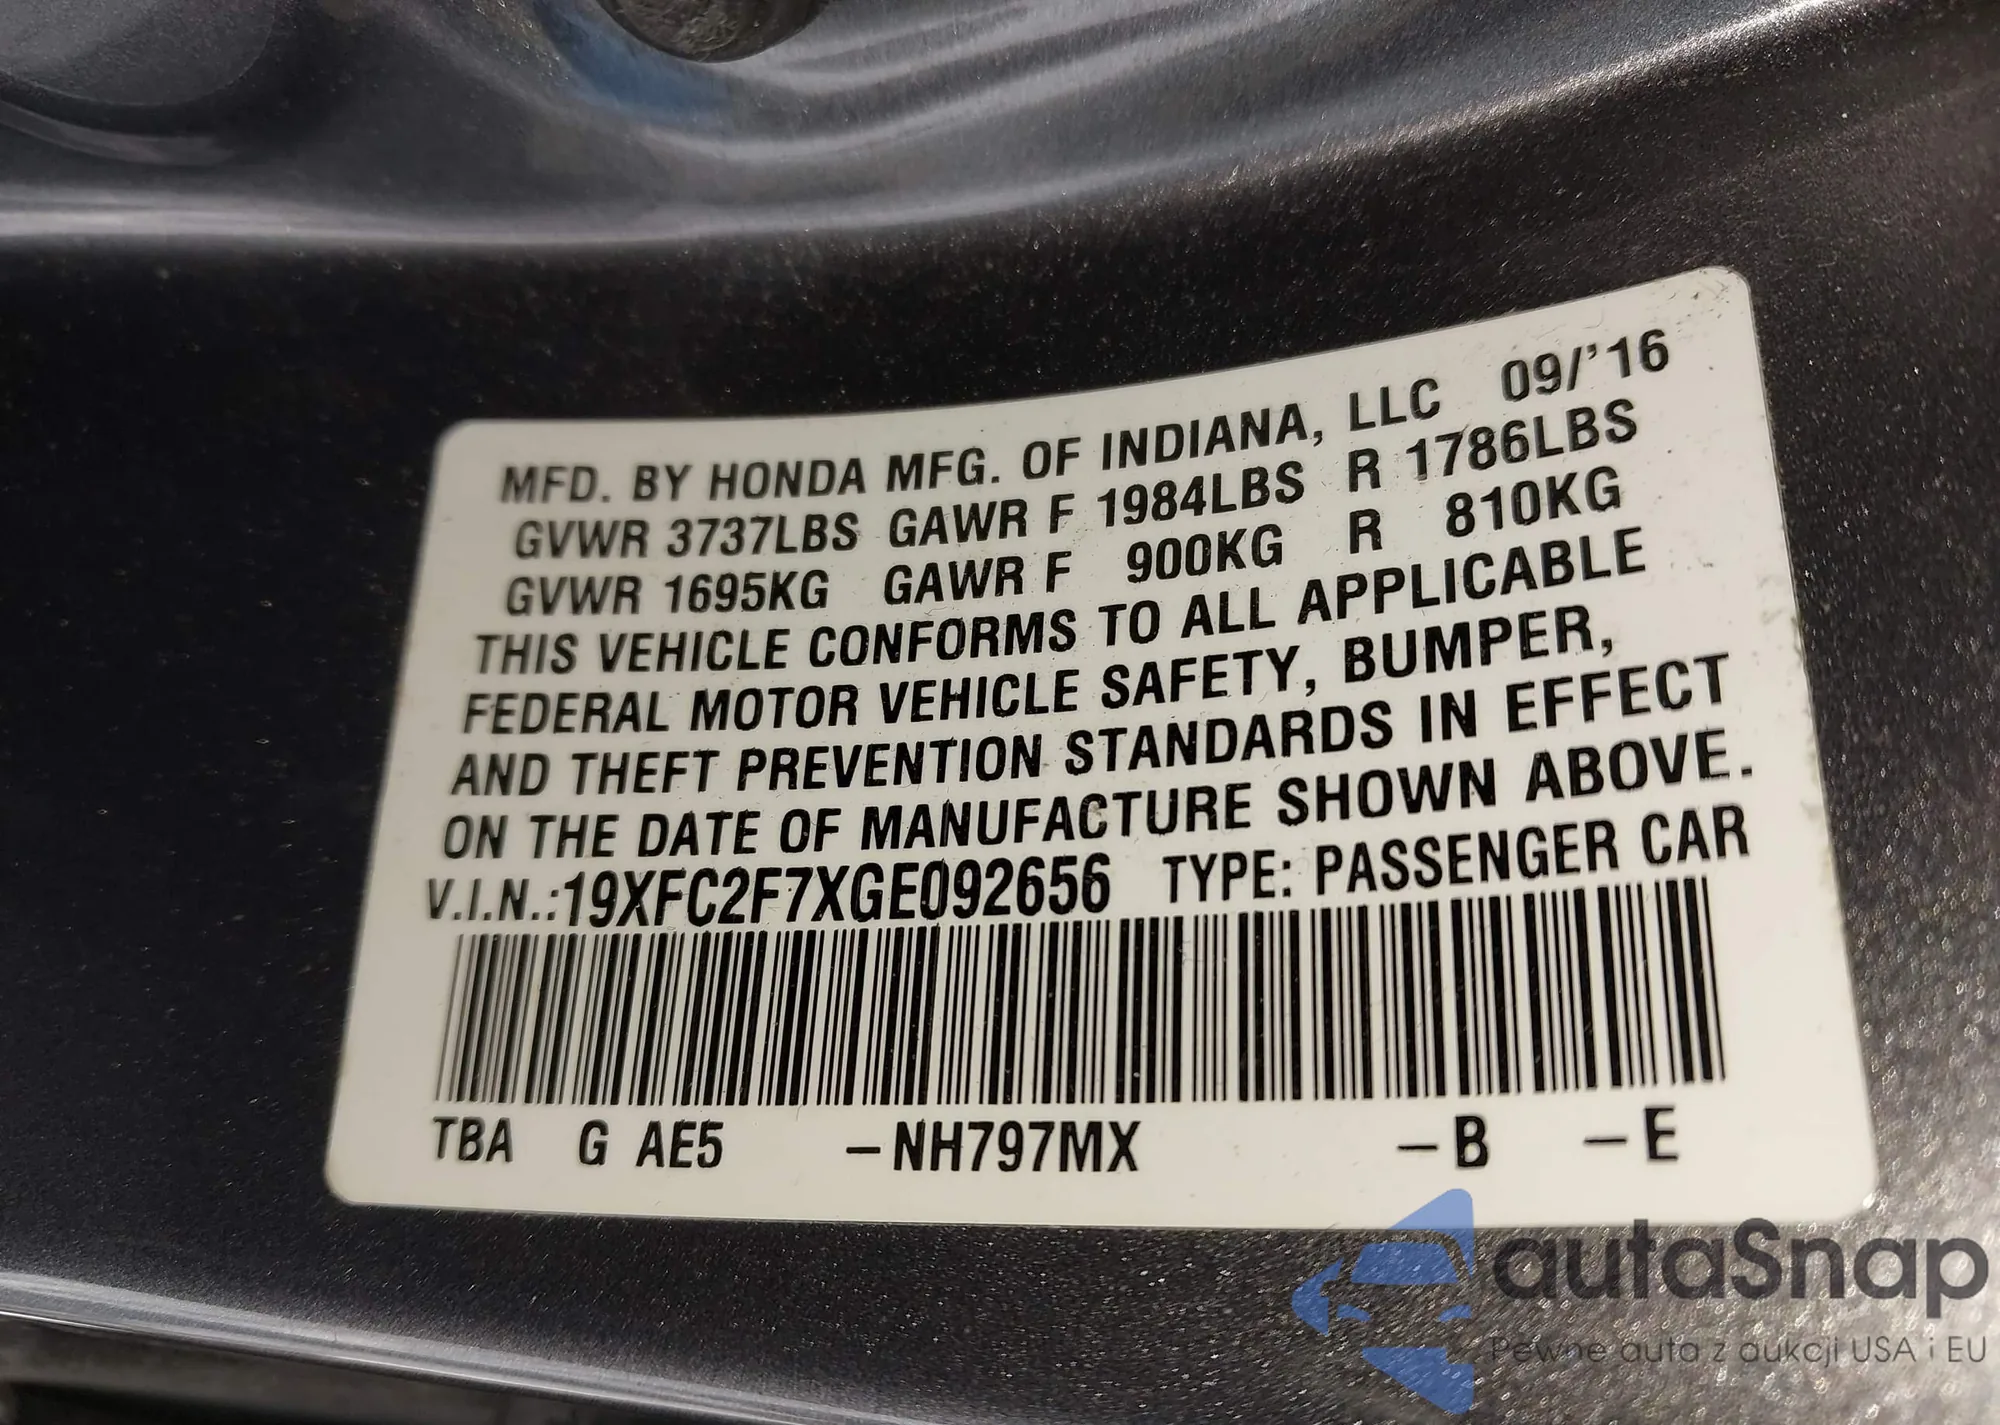 MFD. BY HONDA MFG. OF INDIANA, LLC 09/'16
GVWR 3737LBS GAWR F 1984LBS R 1786LBS
GVWR 1695KG GAWR F 900KG R 810KG
THIS VEHICLE CONFORMS TO ALL APPLICABLE
FEDERAL MOTOR VEHICLE SAFETY, BUMPER,
AND THEFT PREVENTION STANDARDS IN EFFECT
ON THE DATE OF MANUFACTURE SHOWN ABOVE.
V.I.N.:19XFC2F7XGE092656 TYPE: PASSENGER CAR
TBA G AE5 –NH797MX –B –E
autaSnap
Pewne auta z aukcji USA i EU